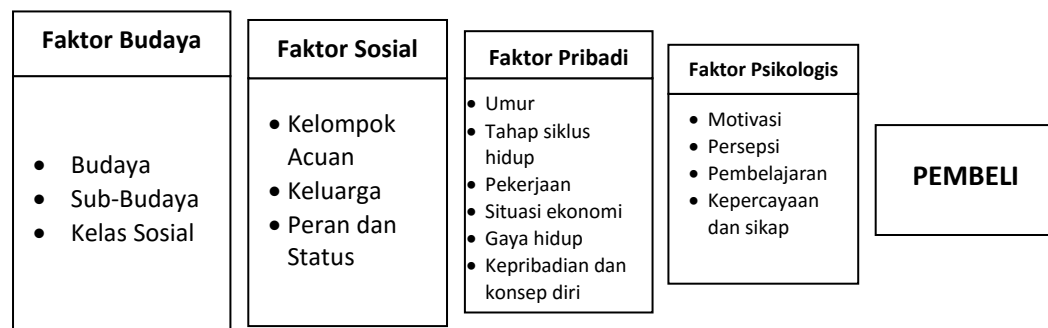 Faktor Budaya
• Budaya
• Sub-Budaya
• Kelas Sosial
Faktor Sosial
• Kelompok
Acuan
• Keluarga
• Peran dan
Status
Faktor Pribadi
• Umur
• Tahap siklus
hidup
• Pekerjaan
• Situasi ekonomi
• Gaya hidup
• Kepribadian dan
konsep diri
Faktor Psikologis
• Motivasi
• Persepsi
• Pembelajaran
• Kepercayaan
dan sikap
PEMBELI